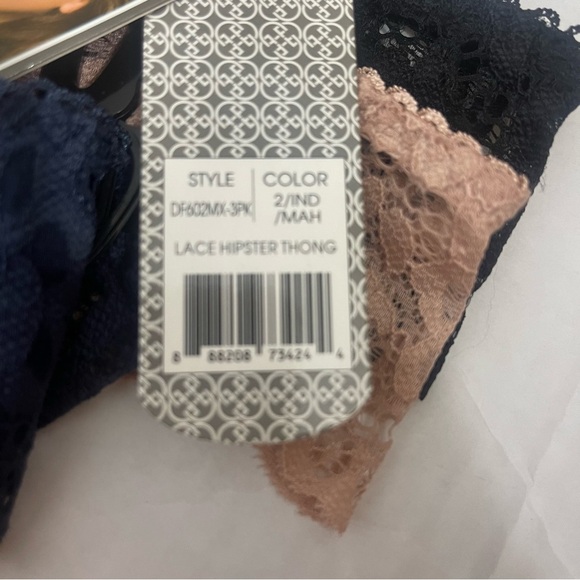 STYLE COLOR
DF602MX-3PK 2/IND
/MAH
LACE HIPSTER THONG
8 88208 73424 4